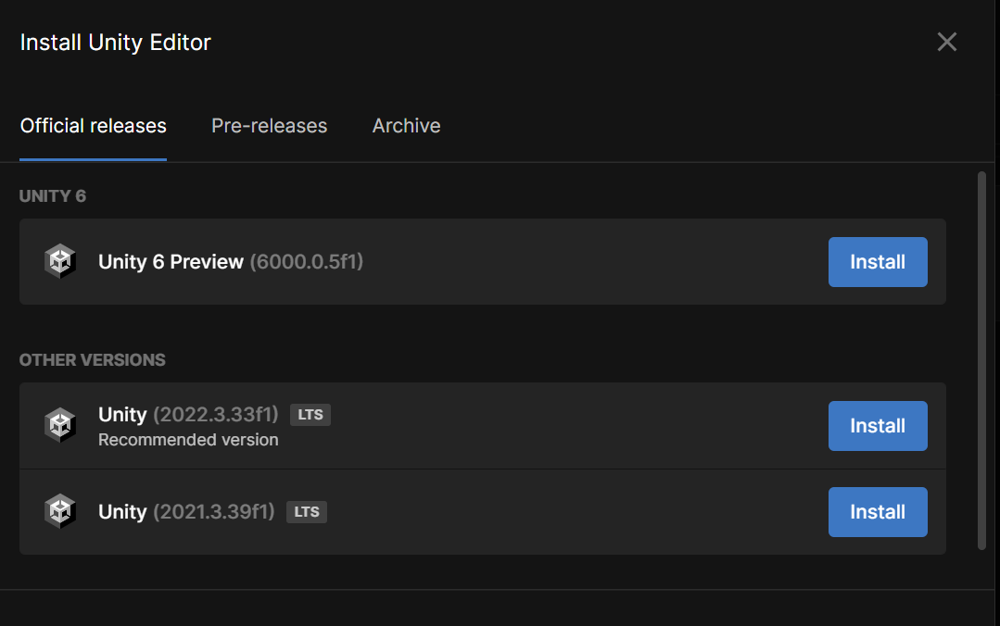 Install Unity Editor
Official releases Pre-releases Archive
UNITY 6
Unity 6 Preview (6000.0.5f1) Install
OTHER VERSIONS
Unity (2022.3.33f1) LTS Install
Recommended version
Unity (2021.3.39f1) LTS Install